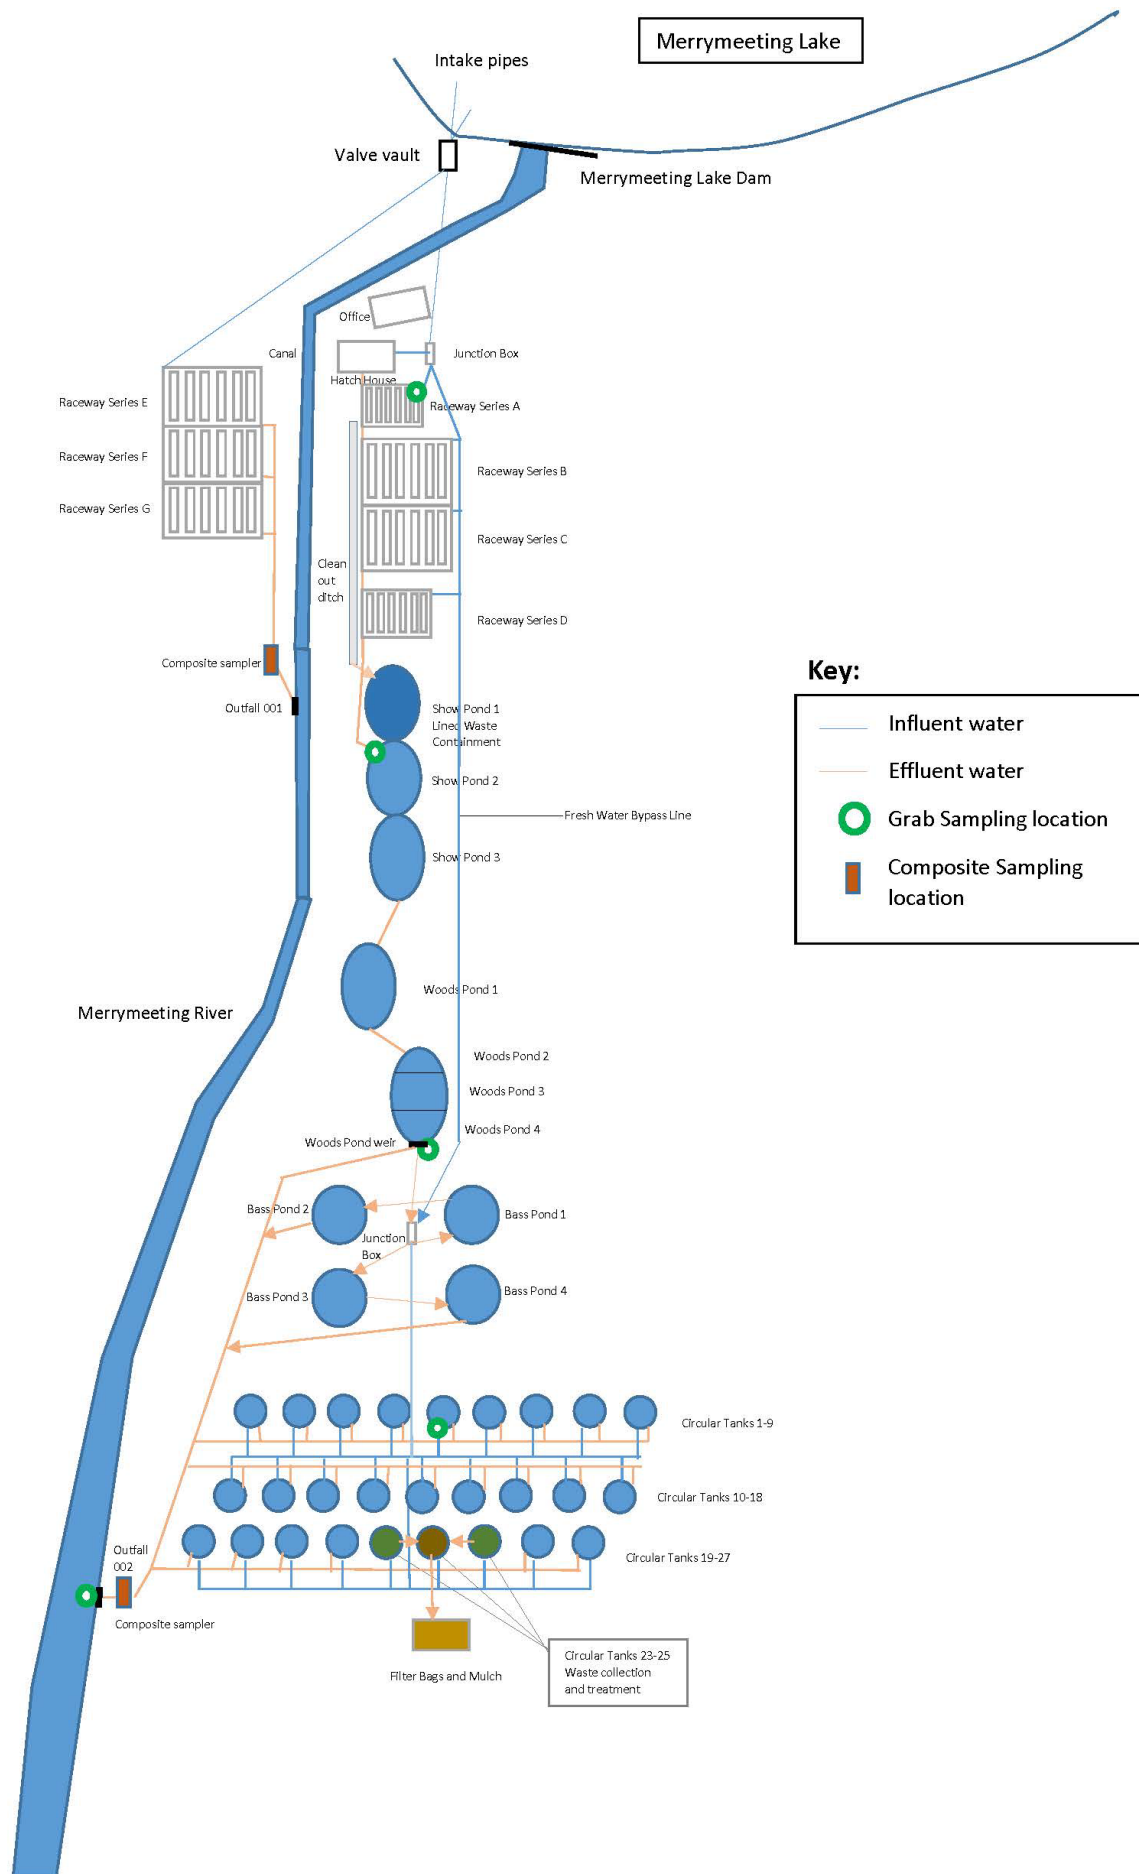 Merrymeeting Lake
Intake pipes
Valve vault
Merrymeeting Lake Dam
Office
Canal
Junction Box
Hatch House
Raceway Series E
Raceway Series A
Raceway Series F
Raceway Series B
Raceway Series G
Raceway Series C
Clean
out
ditch
Raceway Series D
Composite sampler
Outfall 001
Show Pond 1
Lined Waste
Containment
Show Pond 2
Fresh Water Bypass Line
Show Pond 3
Key:
Influent water
Effluent water
Grab Sampling location
Composite Sampling
location
Woods Pond 1
Merrymeeting River
Woods Pond 2
Woods Pond 3
Woods Pond 4
Woods Pond weir
Bass Pond 2
Bass Pond 1
Junction
Box
Bass Pond 3
Bass Pond 4
Circular Tanks 1-9
Circular Tanks 10-18
Circular Tanks 19-27
Outfall
002
Composite sampler
Filter Bags and Mulch
Circular Tanks 23-25
Waste collection
and treatment